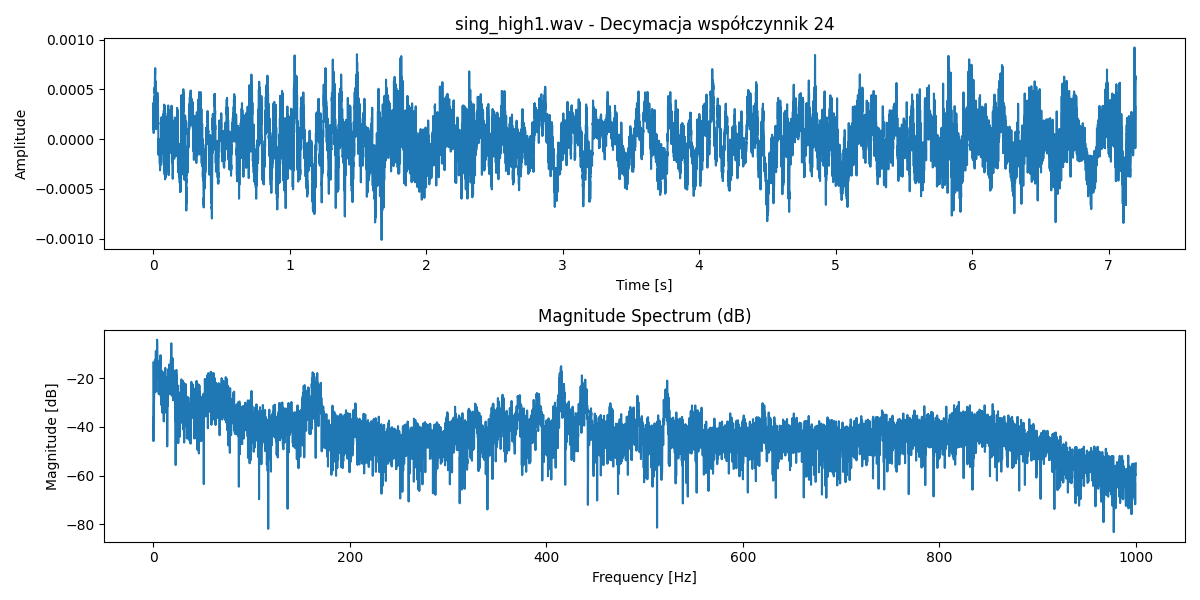 sing_high1.wav - Decymacja współczynnik 24
0.0010
0.0005
0.0000
−0.0005
−0.0010
Amplitude
0 1 2 3 4 5 6 7
Time [s]
Magnitude Spectrum (dB)
−20
−40
−60
−80
Magnitude [dB]
0 200 400 600 800 1000
Frequency [Hz]